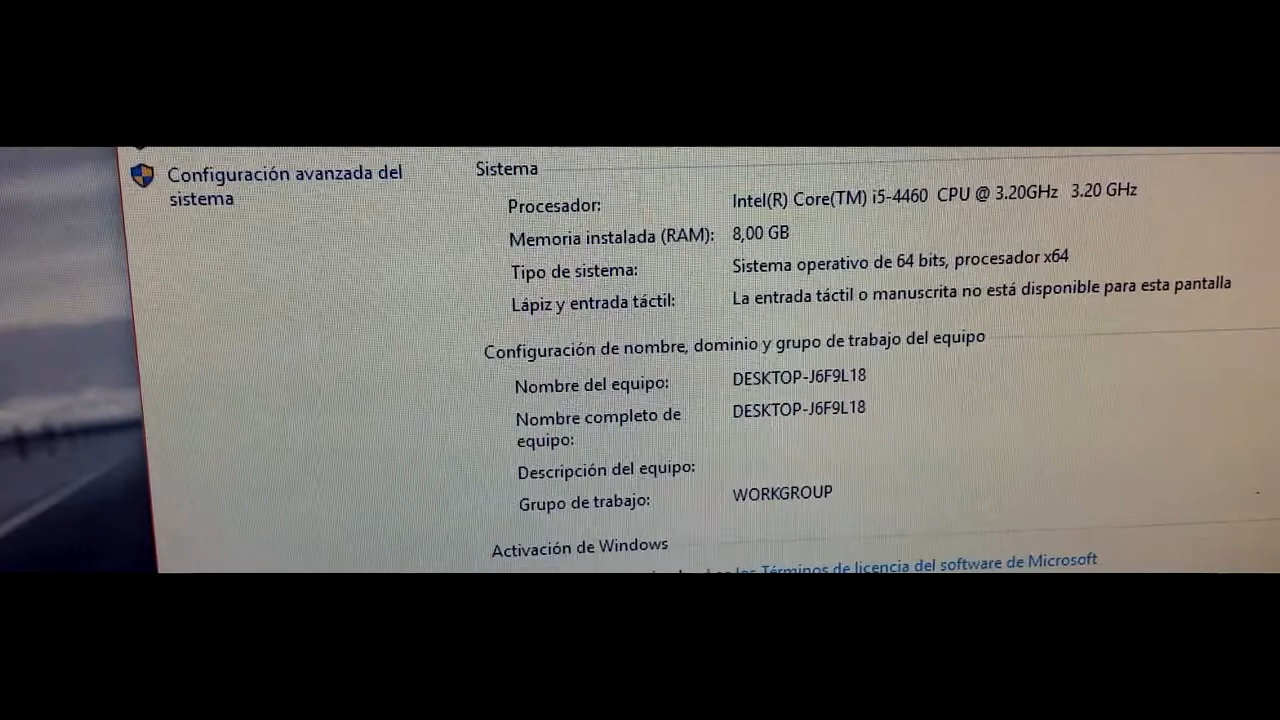 Configuración avanzada del
sistema
Sistema
Procesador: Intel(R) Core(TM) i5-4460 CPU @ 3.20GHz 3.20 GHz
Memoria instalada (RAM): 8,00 GB
Tipo de sistema: Sistema operativo de 64 bits, procesador x64
Lápiz y entrada táctil: La entrada táctil o manuscrita no está disponible para esta pantalla
Configuración de nombre, dominio y grupo de trabajo del equipo
Nombre del equipo: DESKTOP-J6F9L18
Nombre completo de DESKTOP-J6F9L18
equipo:
Descripción del equipo:
Grupo de trabajo: WORKGROUP
Activación de Windows
Términos de licencia del software de Microsoft